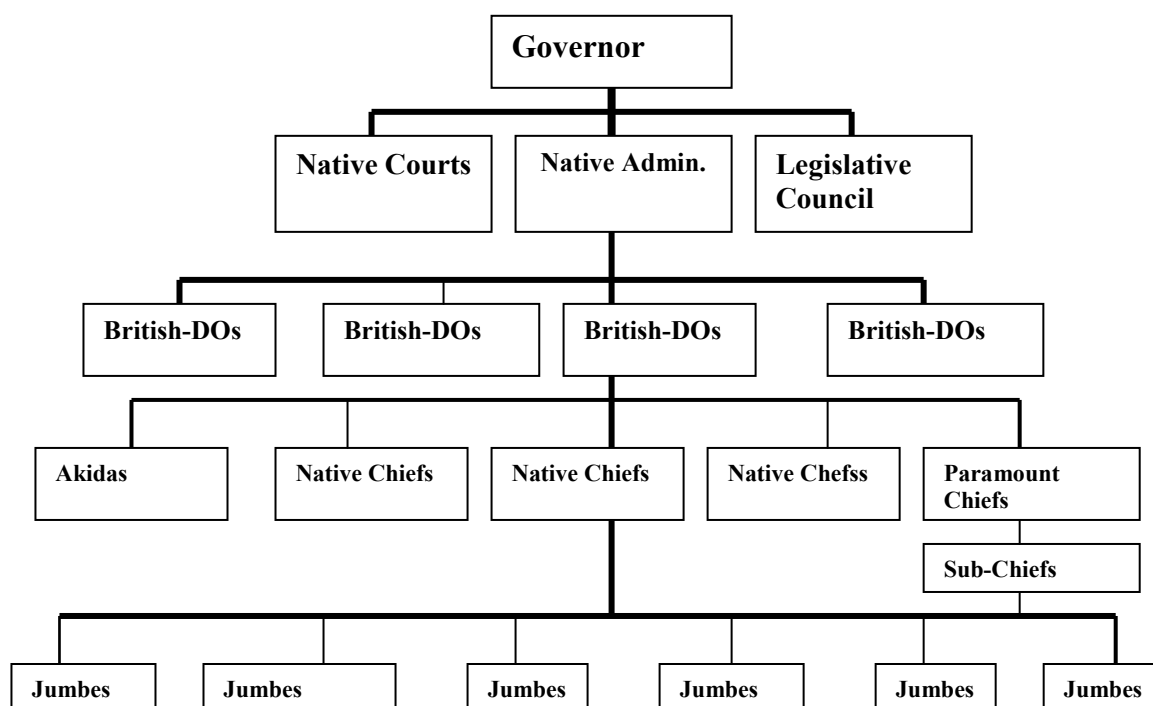 Governor
Native Courts
Native Admin.
Legislative
Council
British-DOs
British-DOs
British-DOs
British-DOs
Akidas
Native Chiefs
Native Chiefs
Native Chefss
Paramount
Chiefs
Sub-Chiefs
Jumbes
Jumbes
Jumbes
Jumbes
Jumbes
Jumbes